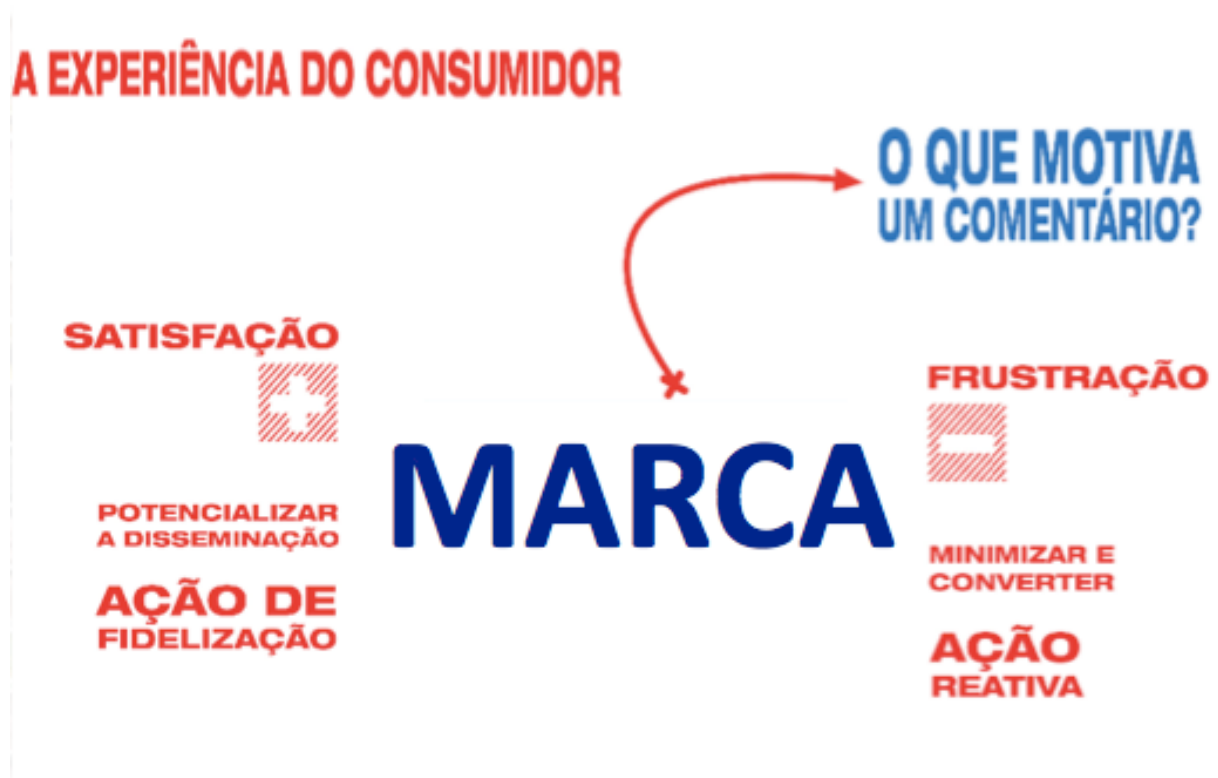 A EXPERIÊNCIA DO CONSUMIDOR
O QUE MOTIVA
UM COMENTÁRIO?
SATISFAÇÃO
FRUSTRAÇÃO
MARCA
POTENCIALIZAR
A DISSEMINAÇÃO
AÇÃO DE
FIDELIZAÇÃO
MINIMIZAR E
CONVERTER
AÇÃO
REATIVA